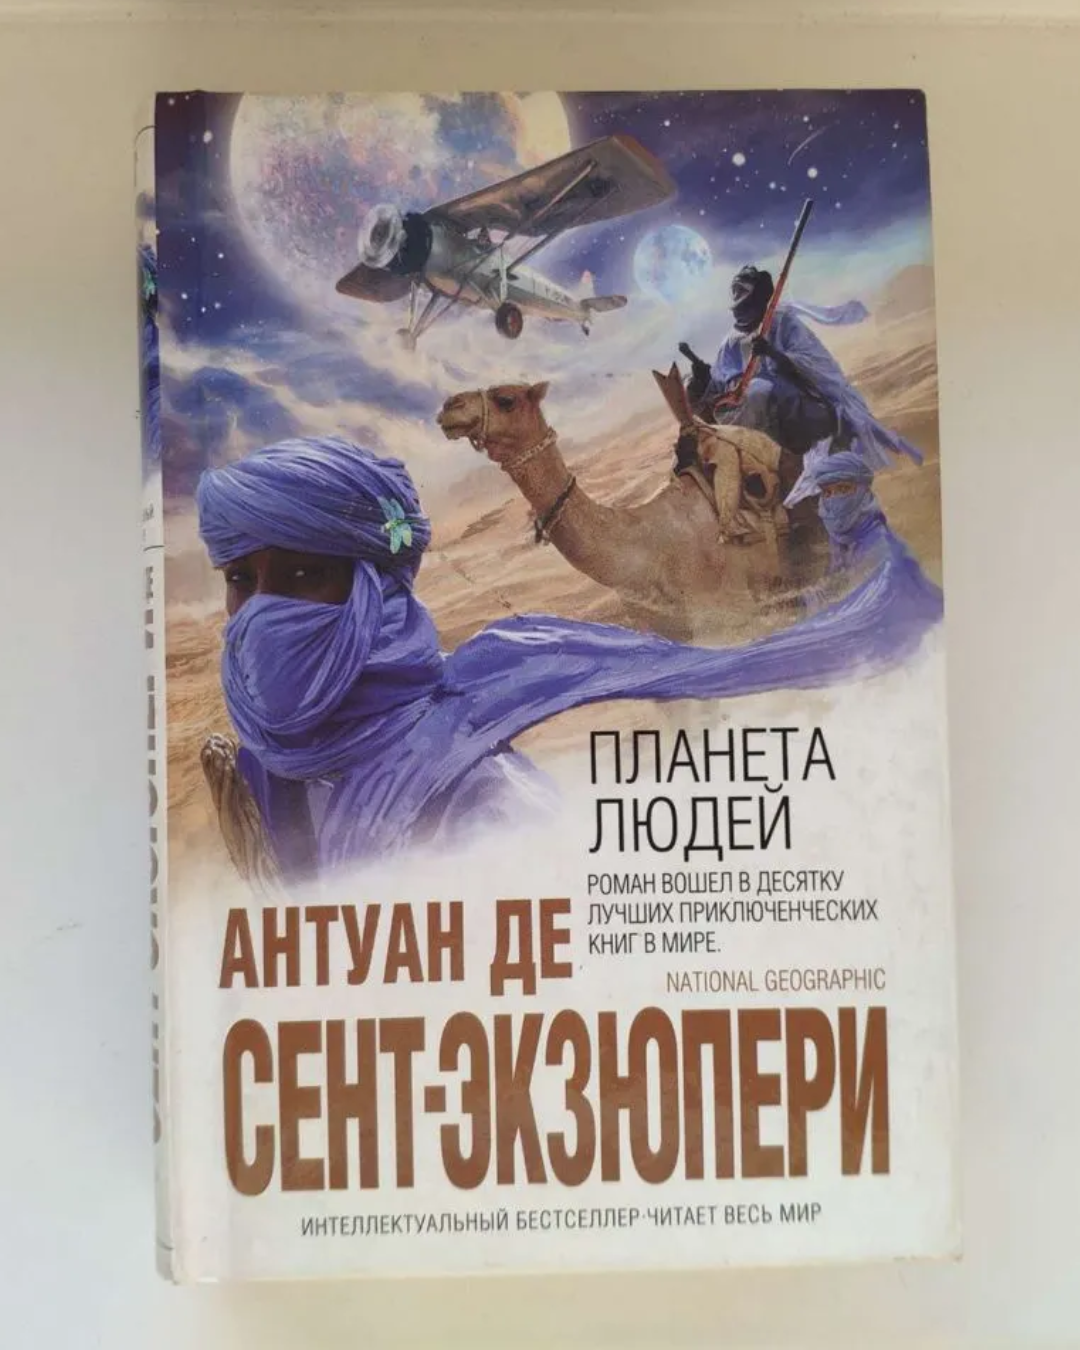 ПЛАНЕТА
ЛЮДЕЙ
РОМАН ВОШЕЛ В ДЕСЯТКУ
ЛУЧШИХ ПРИКЛЮЧЕНЧЕСКИХ
КНИГ В МИРЕ.
NATIONAL GEOGRAPHIC
АНТУАН ДЕ
СЕНТ-ЭКЗЮПЕРИ
ИНТЕЛЛЕКТУАЛЬНЫЙ БЕСТСЕЛЛЕР·ЧИТАЕТ ВЕСЬ МИР